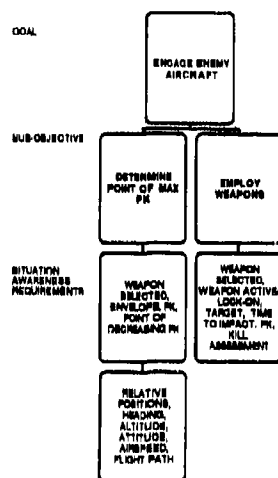 GOAL
ENGAGE ENEMY
AIRCRAFT
SUB-OBJECTIVE
DETERMINE
POINT OF MAX
PK
EMPLOY
WEAPONS
SITUATION
AWARENESS
REQUIREMENTS
WEAPON
SELECTED,
ENVELOPE, PK,
POINT OF
DECREASING PK
WEAPON
SELECTED,
WEAPON ACTIVE,
LOCK-ON,
TARGET, TIME
TO IMPACT, PK,
KILL
ASSESSMENT
RELATIVE
POSITIONS,
HEADING,
ALTITUDE,
ATTITUDE,
AIRSPEED,
FLIGHT PATH